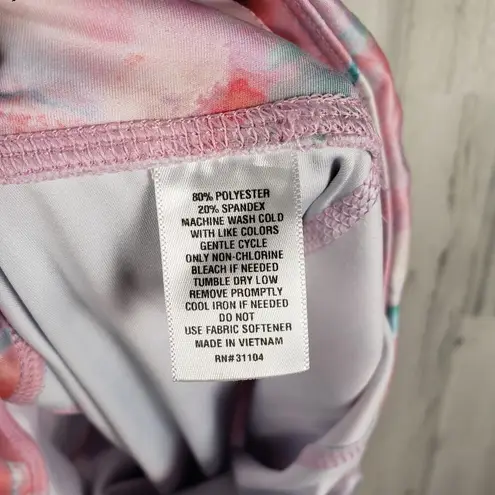 80% POLYESTER
20% SPANDEX
MACHINE WASH COLD
WITH LIKE COLORS
GENTLE CYCLE
ONLY NON-CHLORINE
BLEACH IF NEEDED
TUMBLE DRY LOW
REMOVE PROMPTLY
COOL IRON IF NEEDED
DO NOT
USE FABRIC SOFTENER
MADE IN VIETNAM
RN#31104